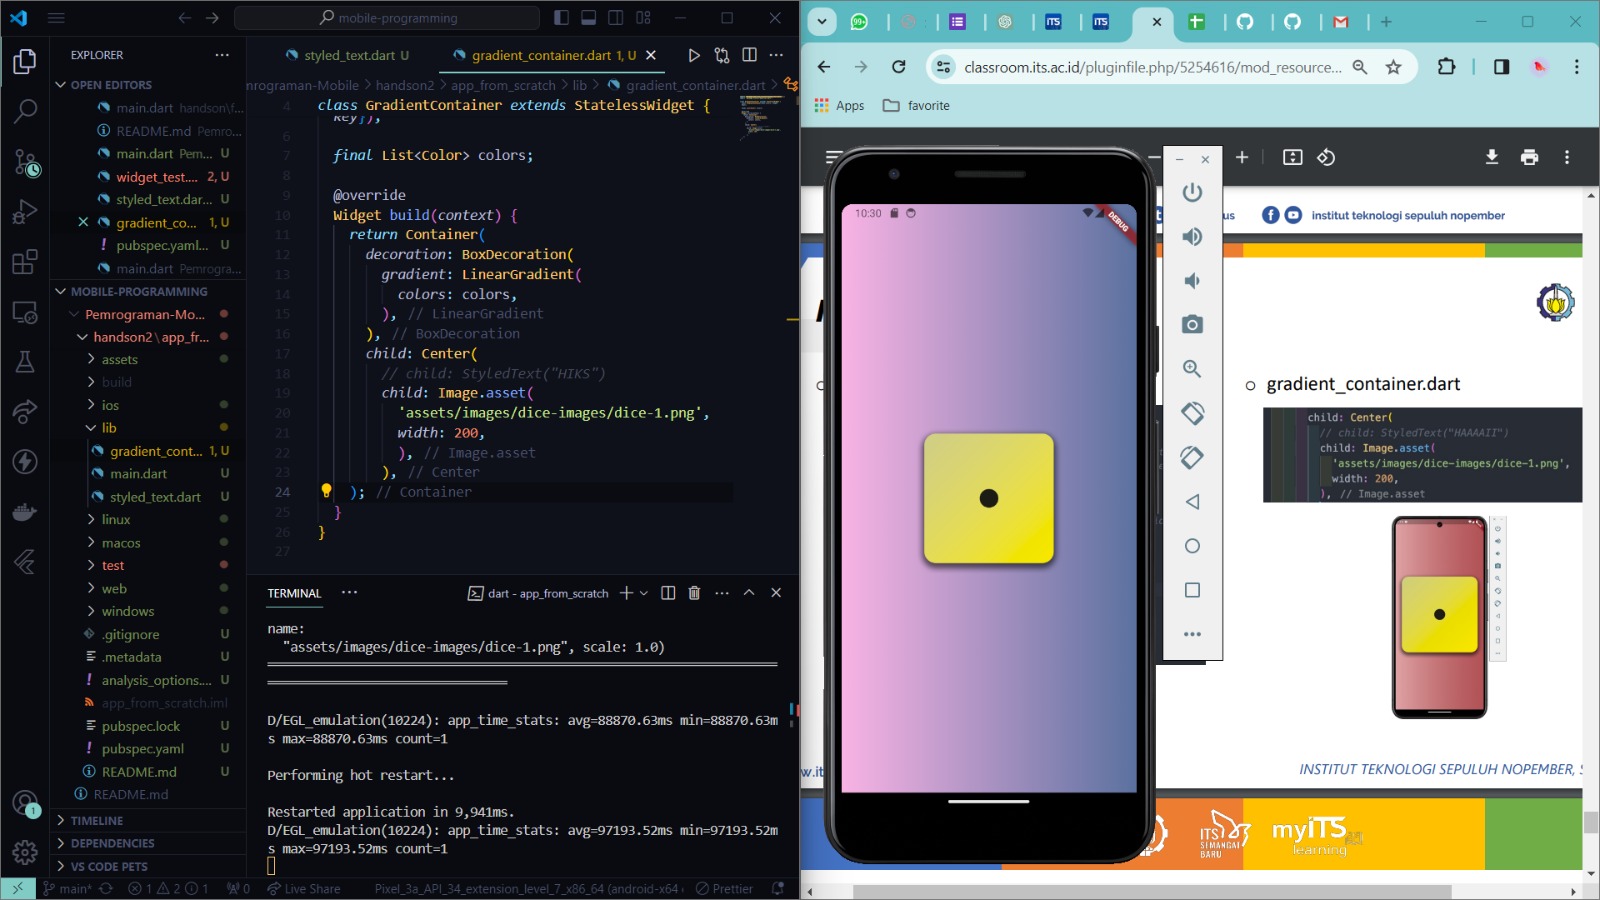 mobile-programming
EXPLORER
OPEN EDITORS
main.dart handson\f...
README.md Pemro...
main.dart Pem... U
widget_test.... 2, U
styled_text.dar... U
gradient_co... 1, U
pubspec.yaml... U
main.dart Pemrogra...
MOBILE-PROGRAMMING
Pemrograman-Mo...
handson2\app_fr...
assets
build
ios
lib
gradient_cont... 1, U
main.dart U
styled_text.dart U
linux
macos
test
web
windows
.gitignore U
.metadata U
analysis_options.... U
app_from_scratch.iml
pubspec.lock U
pubspec.yaml U
README.md U
README.md
TIMELINE
DEPENDENCIES
VS CODE PETS
styled_text.dart U
gradient_container.dart 1, U
nrograman-Mobile > handson2 > app_from_scratch > lib > gradient_container.dart >
4 class GradientContainer extends StatelessWidget {
key});
6
7 final List<Color> colors;
8
9 @override
10 Widget build(context) {
11 return Container(
12 decoration: BoxDecoration(
13 gradient: LinearGradient(
14 colors: colors,
15 ), // LinearGradient
16 ), // BoxDecoration
17 child: Center(
18 // child: StyledText("HIKS")
19 child: Image.asset(
20 'assets/images/dice-images/dice-1.png',
21 width: 200,
22 ), // Image.asset
23 ), // Center
24 ); // Container
25 }
26 }
27
TERMINAL
dart - app_from_scratch
name:
"assets/images/dice-images/dice-1.png", scale: 1.0)
D/EGL_emulation(10224): app_time_stats: avg=88870.63ms min=88870.63m
s max=88870.63ms count=1
Performing hot restart...
Restarted application in 9,941ms.
D/EGL_emulation(10224): app_time_stats: avg=97193.52ms min=97193.52m
s max=97193.52ms count=1
main* 1 2 1 0 Live Share Pixel_3a_API_34_extension_level_7_x86_64 (android-x64 Prettier
1
99+
ITS
ITS
classroom.its.ac.id/pluginfile.php/5254616/mod_resource...
Apps
favorite
10:30
DEBUG
us
institut teknologi sepuluh nopember
gradient_container.dart
child: Center(
// child: StyledText("HAAAAIT")
child: Image.asset(
'assets/images/dice-images/dice-1.png',
width: 200,
), // Image.asset
w.it
INSTITUT TEKNOLOGI SEPULUH NOPEMBER, S
ITS
SEMANGAT
BARU
myITS
learning